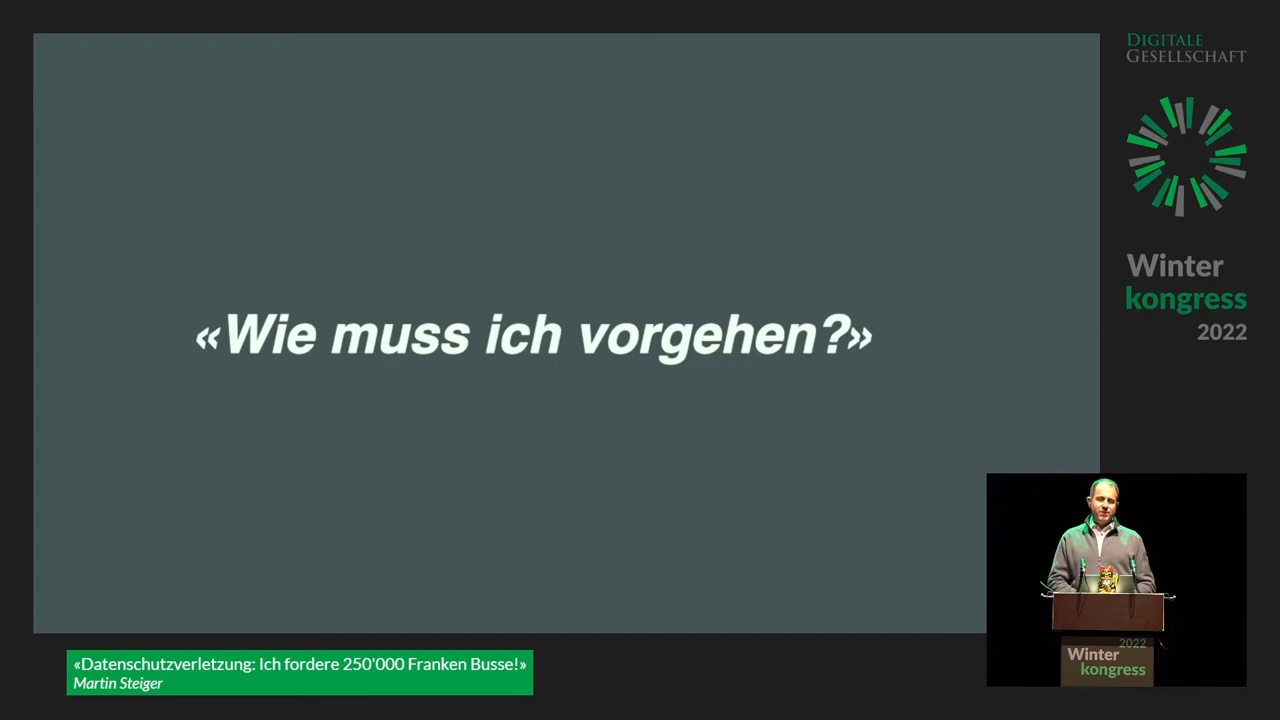 DIGITALE
GESELLSCHAFT
Winter
kongress
2022
«Wie muss ich vorgehen?»
2022
Winter
kongress
«Datenschutzverletzung: Ich fordere 250'000 Franken Busse!»
Martin Steiger